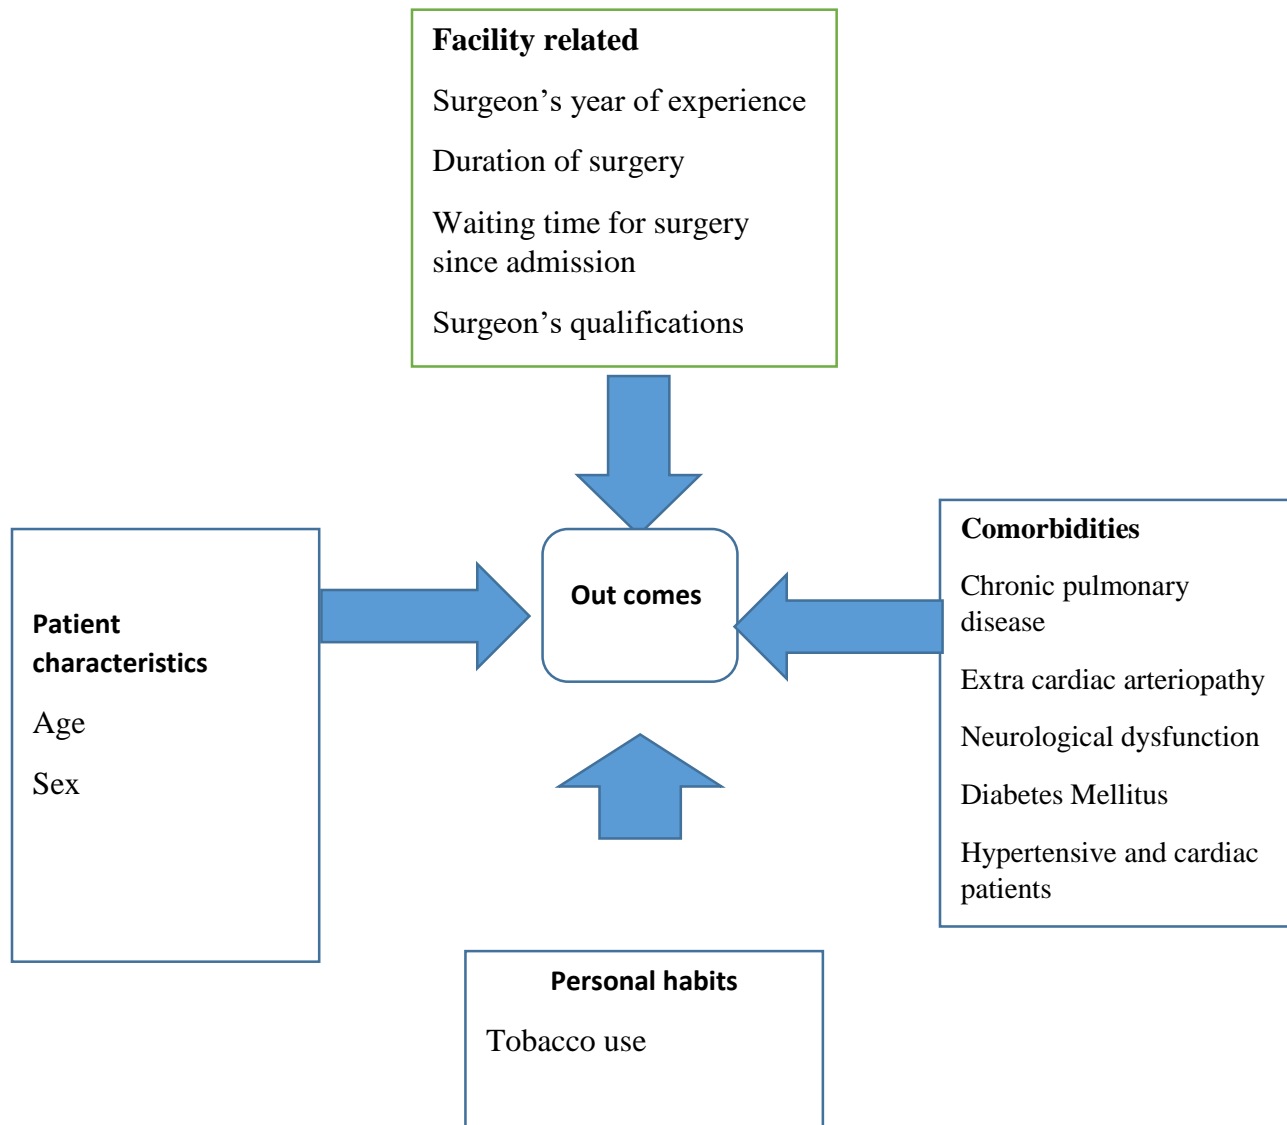 Facility related
Surgeon’s year of experience
Duration of surgery
Waiting time for surgery
since admission
Surgeon’s qualifications
Patient
characteristics
Age
Sex
Out comes
Comorbidities
Chronic pulmonary
disease
Extra cardiac arteriopathy
Neurological dysfunction
Diabetes Mellitus
Hypertensive and cardiac
patients
Personal habits
Tobacco use